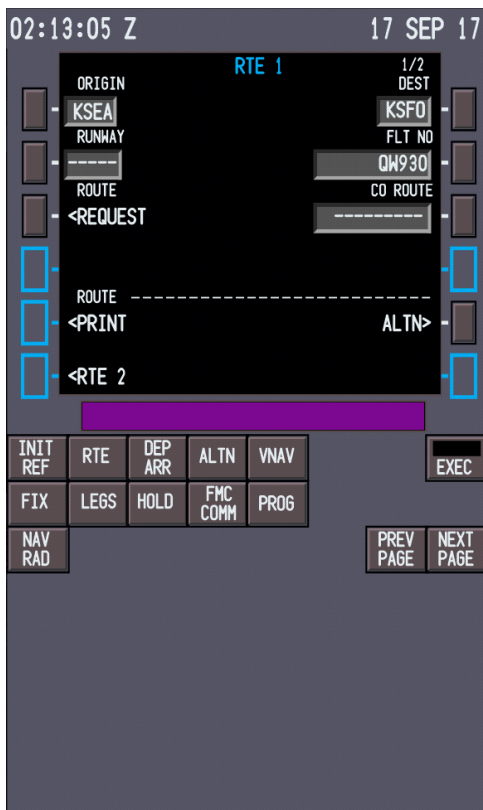 02:13:05 Z 17 SEP 17
RTE 1 1/2
ORIGIN DEST
KSEA KSFO
RUNWAY FLT NO
----- QW930
ROUTE CO ROUTE
<REQUEST ----------
ROUTE ----------------------
<PRINT ALTN>
<RTE 2
INIT REF RTE DEP ARR ALTN VNAV EXEC
FIX LEGS HOLD FMC COMM PROG
NAV RAD PREV PAGE NEXT PAGE